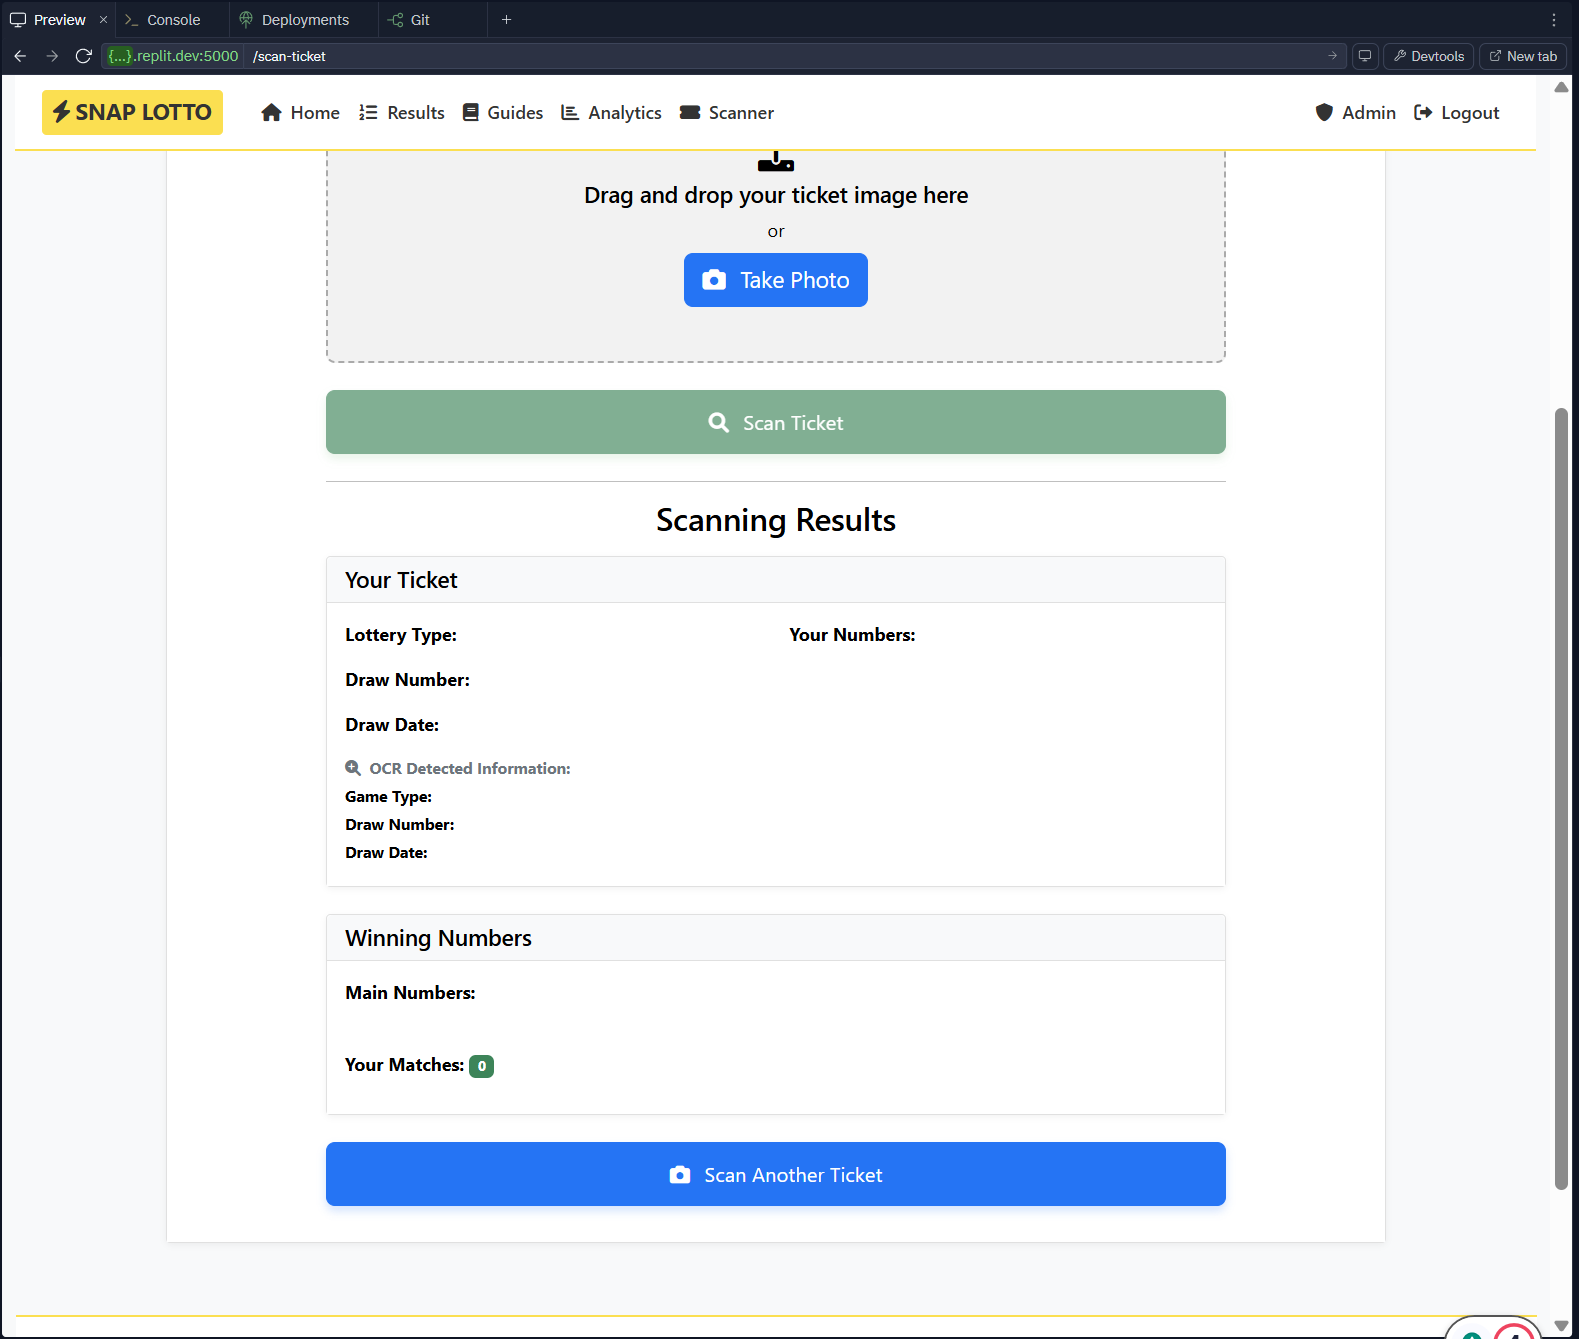 Preview
Console
Deployments
Git
{...}.replit.dev:5000 /scan-ticket
Devtools
New tab
SNAP LOTTO
Home
Results
Guides
Analytics
Scanner
Admin
Logout
Drag and drop your ticket image here
or
Take Photo
Scan Ticket
Scanning Results
Your Ticket
Lottery Type:
Your Numbers:
Draw Number:
Draw Date:
OCR Detected Information:
Game Type:
Draw Number:
Draw Date:
Winning Numbers
Main Numbers:
Your Matches: 0
Scan Another Ticket